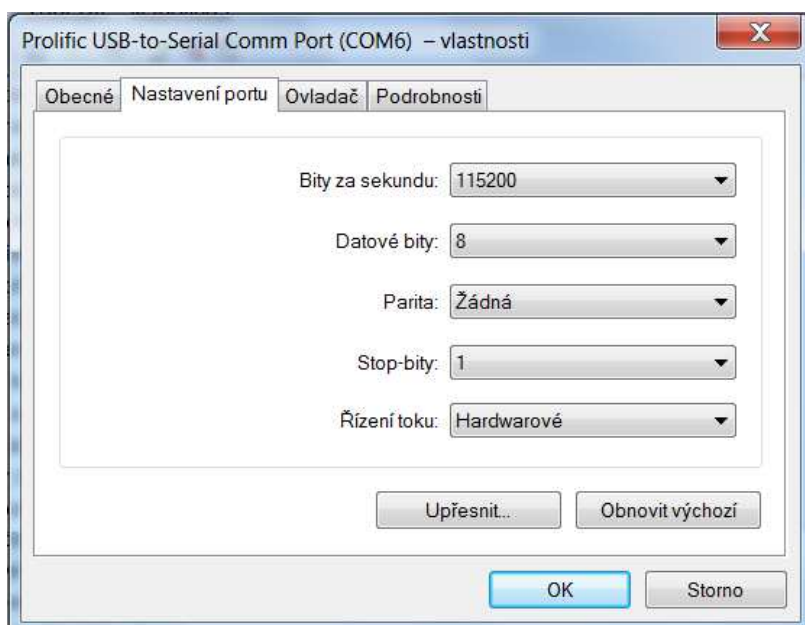 Prolific USB-to-Serial Comm Port (COM6) – vlastnosti
Obecné Nastavení portu Ovladač Podrobnosti
Bity za sekundu: 115200
Datové bity: 8
Parita: Žádná
Stop-bity: 1
Řízení toku: Hardwarové
Upřesnit... Obnovit výchozí
OK Storno